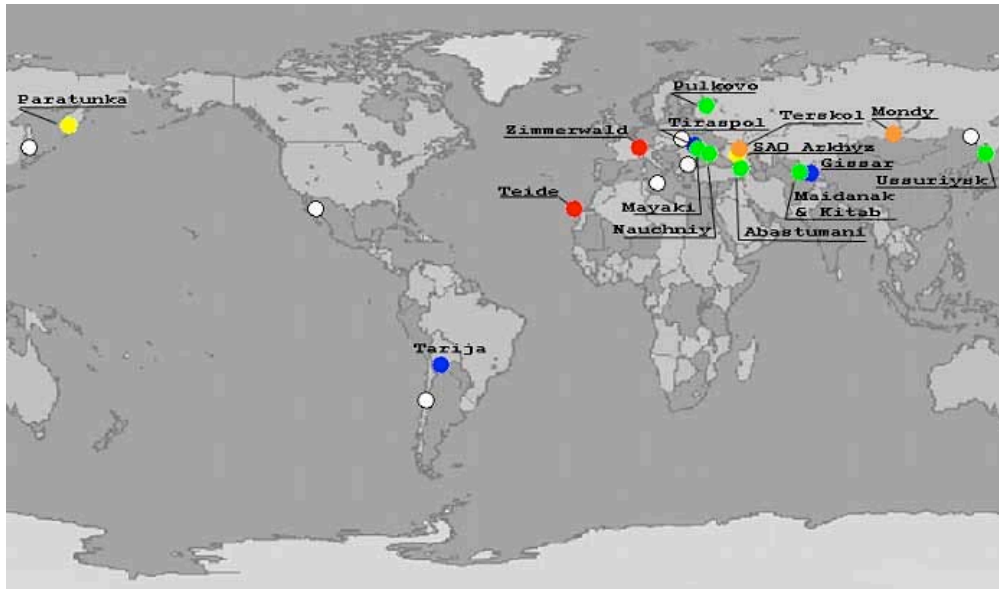 Pulkovo
Paratunka
Tiraspol
Terskol
Mondy
Zimmerwald
SAO Arkhyz
Gissar
Ussuriysk
Teide
Maidanak
& Kitab
Mayaki
Nauchniy
Abastumani
Tarija